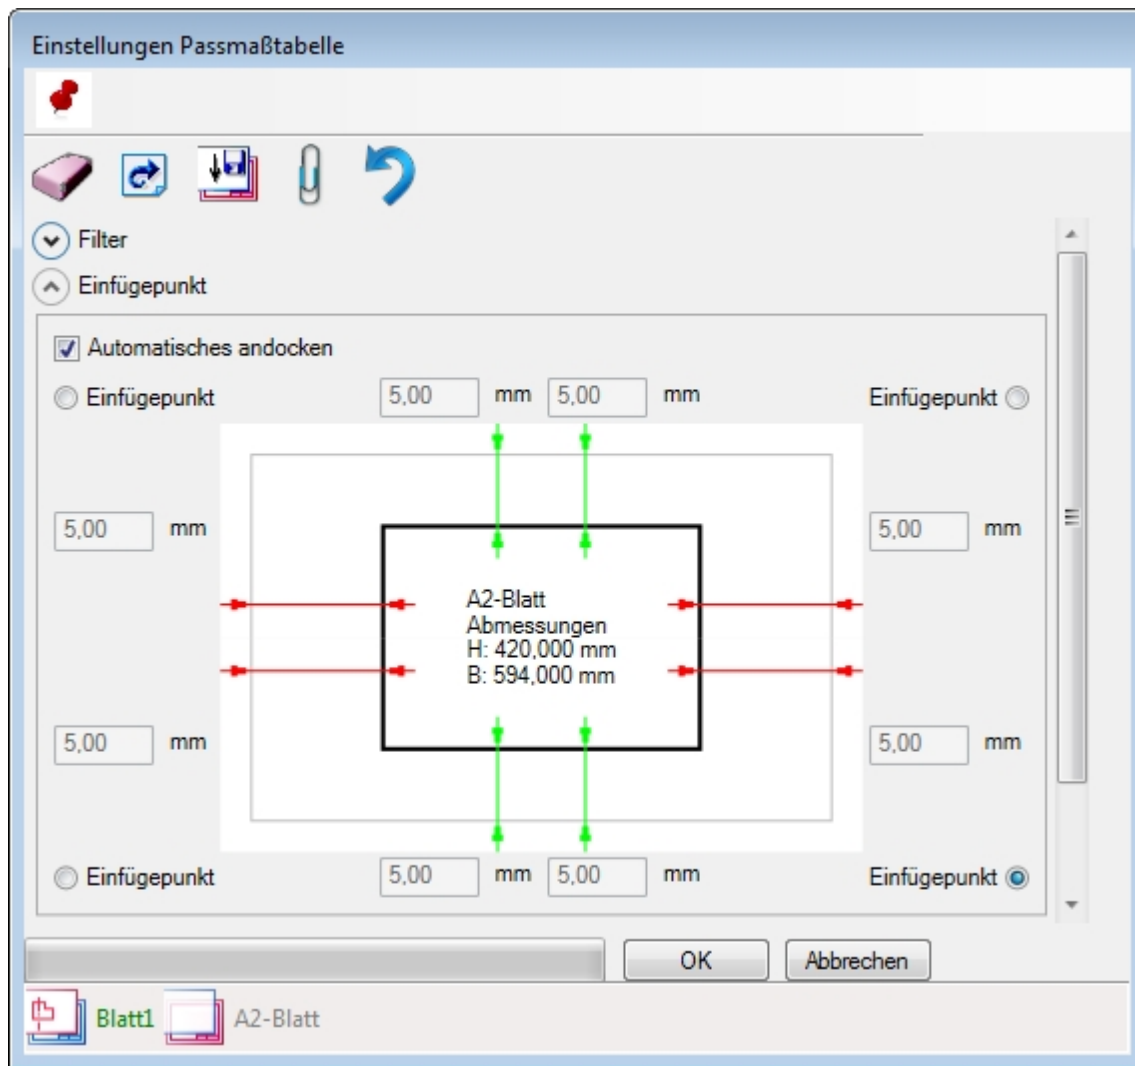 Einstellungen Passmaßtabelle
Filter
Einfügepunkt
Automatisches andocken
Einfügepunkt 5,00 mm 5,00 mm Einfügepunkt
5,00 mm 5,00 mm
A2-Blatt
Abmessungen
H: 420,000 mm
B: 594,000 mm
5,00 mm 5,00 mm
Einfügepunkt 5,00 mm 5,00 mm Einfügepunkt
OK Abbrechen
Blatt1 A2-Blatt